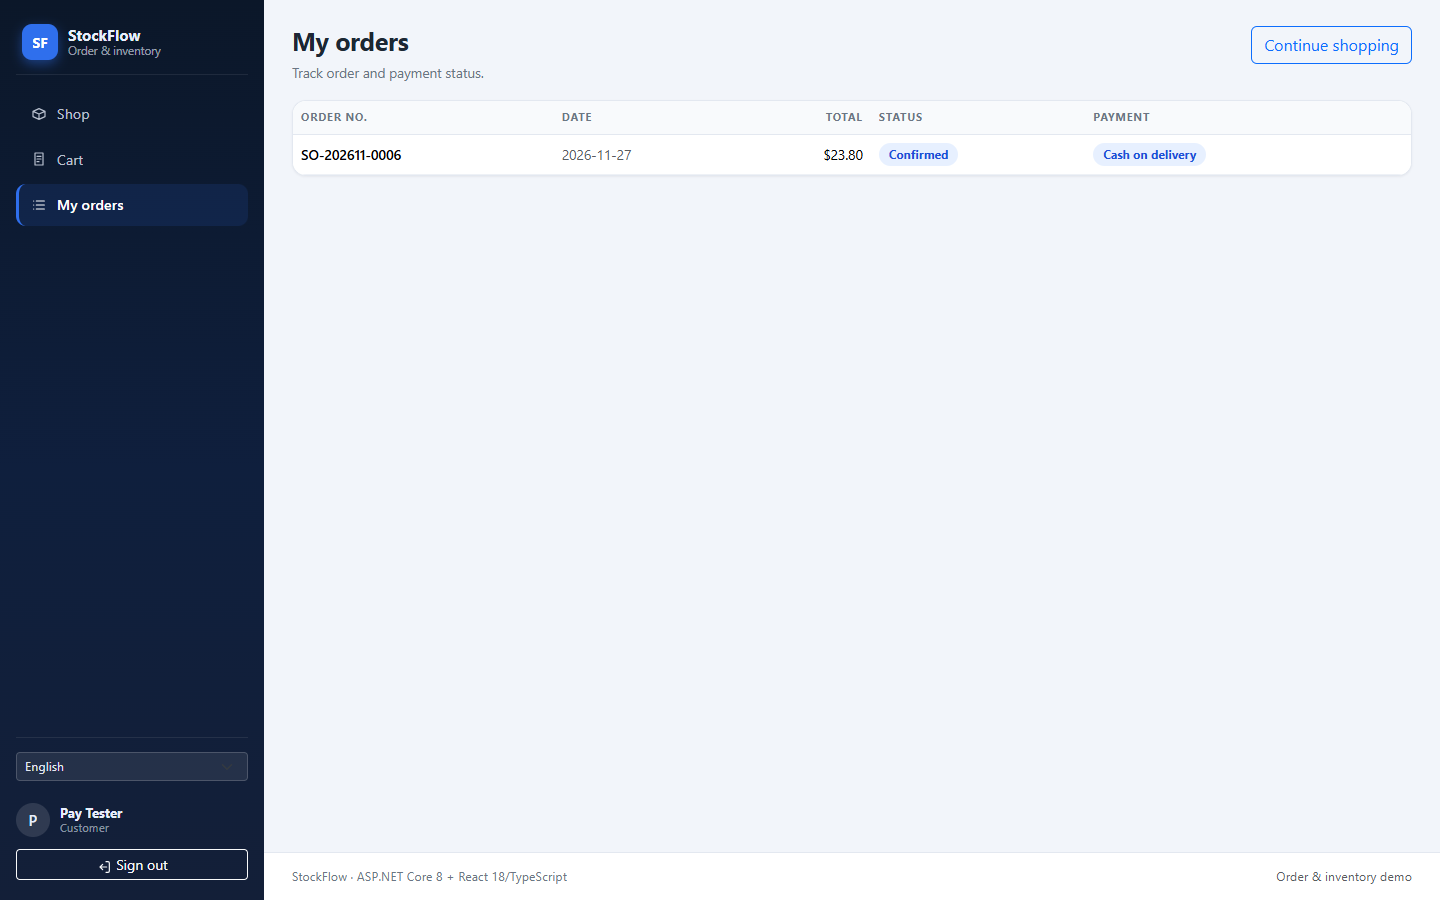 SF
StockFlow
Order & inventory
Shop
Cart
My orders
English
P
Pay Tester
Customer
Sign out
My orders
Track order and payment status.
Continue shopping
ORDER NO. DATE TOTAL STATUS PAYMENT
SO-202611-0006 2026-11-27 $23.80 Confirmed Cash on delivery
StockFlow · ASP.NET Core 8 + React 18/TypeScript
Order & inventory demo